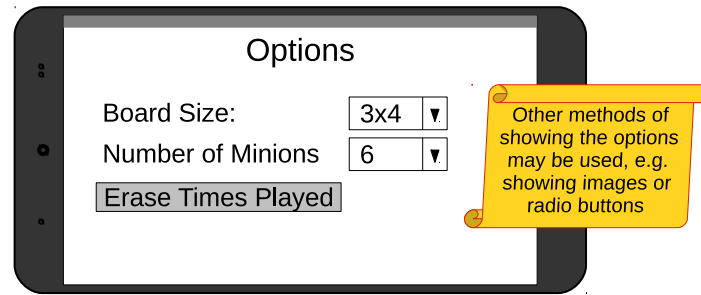 Options
Board Size:
3x4
Number of Minions
6
Erase Times Played
Other methods of
showing the options
may be used, e.g.
showing images or
radio buttons